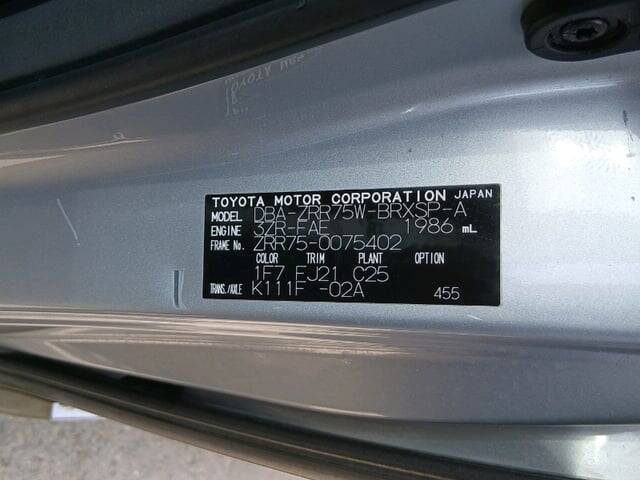 TOYOTA MOTOR CORPORATION JAPAN
MODEL DBA-ZRR75W-BRXSP-A
ENGINE 3ZR-FAE 1986 mL
FRAME No. ZRR75-0075402
COLOR TRIM PLANT OPTION
1F7 FJ21 C25
TRANS./AXLE K111F -02A 455